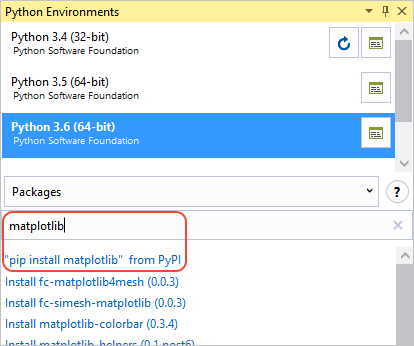 Python Environments
Python 3.4 (32-bit)
Python Software Foundation
Python 3.5 (64-bit)
Python Software Foundation
Python 3.6 (64-bit)
Python Software Foundation
Packages
?
matplotlib
"pip install matplotlib" from PyPI
Install fc-matplotlib4mesh (0.0.3)
Install fc-simesh-matplotlib (0.0.3)
Install matplotlib-colorbar (0.3.4)
Install matplotlib-helpers (0.1.post6)